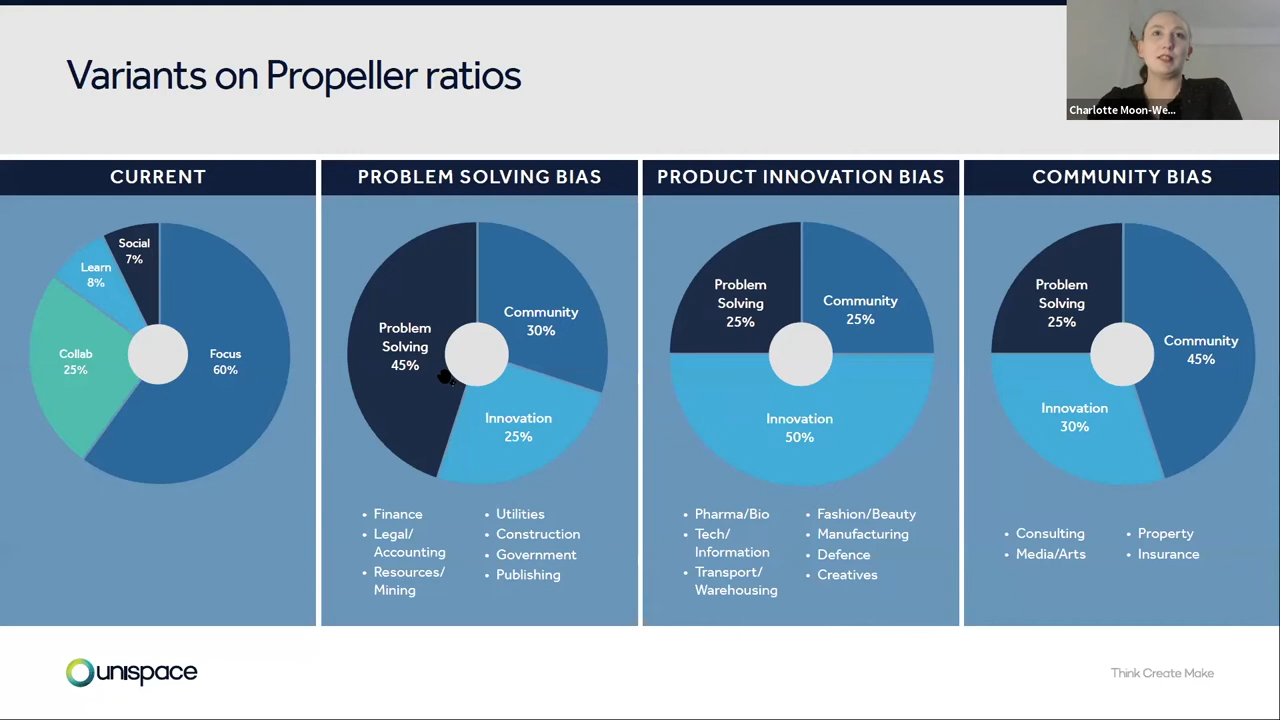 Variants on Propeller ratios
Charlotte Moon-We...
CURRENT
Social
7%
Learn
8%
Collab
25%
Focus
60%
PROBLEM SOLVING BIAS
Problem
Solving
45%
Community
30%
Innovation
25%
• Finance
• Legal/
Accounting
• Resources/
Mining
• Utilities
• Construction
• Government
• Publishing
PRODUCT INNOVATION BIAS
Problem
Solving
25%
Community
25%
Innovation
50%
• Pharma/Bio
• Tech/
Information
• Transport/
Warehousing
• Fashion/Beauty
• Manufacturing
• Defence
• Creatives
COMMUNITY BIAS
Problem
Solving
25%
Community
45%
Innovation
30%
• Consulting
• Media/Arts
• Property
• Insurance
unispace
Think Create Make